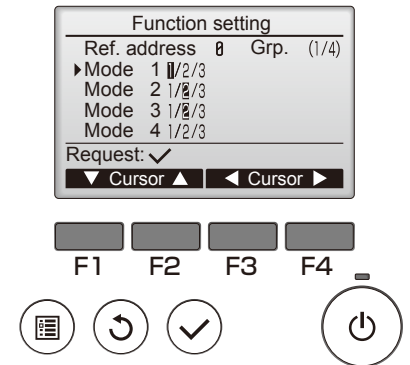 Function setting
Ref. address 0 Grp. (1/4)
▶Mode 1 1/2/3
Mode 2 1/2/3
Mode 3 1/2/3
Mode 4 1/2/3
Request: ✓
▼ Cursor ▲ ◀ Cursor ▶
F1 F2 F3 F4